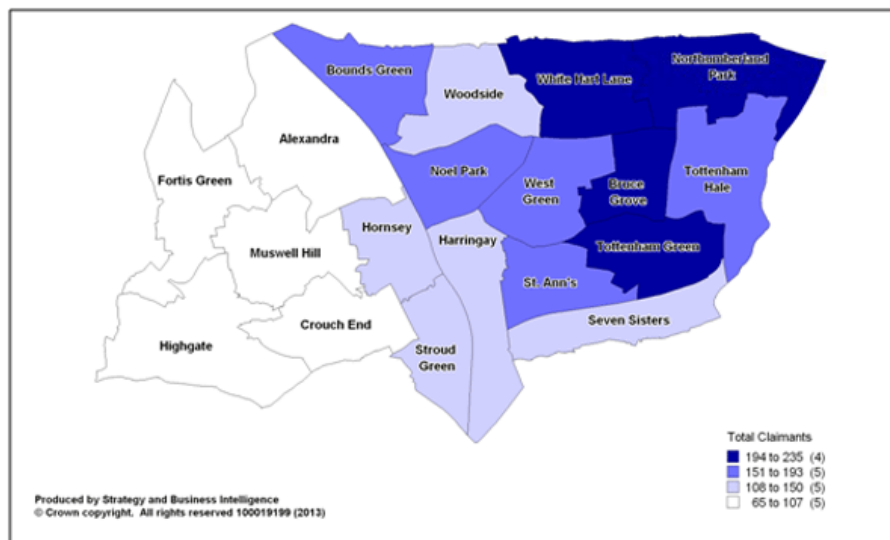 Northumberland
Park
Bounds Green
White Hart Lane
Woodside
Alexandra
Noel Park
Tottenham
Hale
Fortis Green
West
Green
Bruce
Grove
Hornsey
Harringay
Muswell Hill
Tottenham Green
St. Ann's
Crouch End
Seven Sisters
Highgate
Stroud
Green
Total Claimants
194 to 235 (4)
151 to 193 (5)
108 to 150 (5)
65 to 107 (5)
Produced by Strategy and Business Intelligence
© Crown copyright. All rights reserved 100019199 (2013)